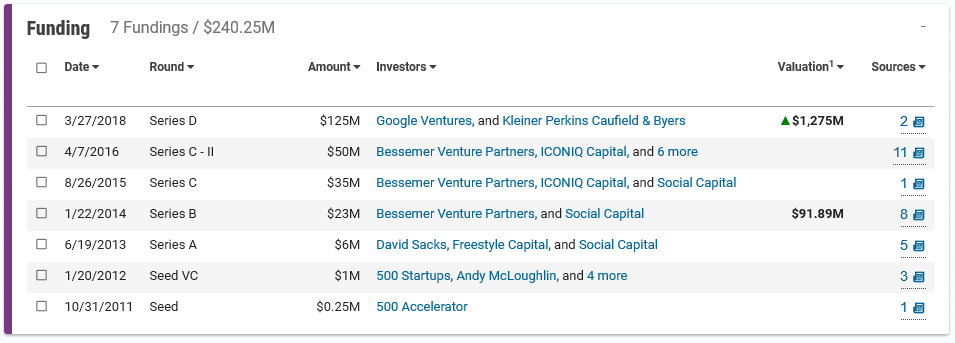 Funding 7 Fundings / $240.25M -
Date Round Amount Investors Valuation1 Sources
3/27/2018 Series D $125M Google Ventures, and Kleiner Perkins Caufield & Byers ▲$1,275M 2
4/7/2016 Series C - II $50M Bessemer Venture Partners, ICONIQ Capital, and 6 more 11
8/26/2015 Series C $35M Bessemer Venture Partners, ICONIQ Capital, and Social Capital 1
1/22/2014 Series B $23M Bessemer Venture Partners, and Social Capital $91.89M 8
6/19/2013 Series A $6M David Sacks, Freestyle Capital, and Social Capital 5
1/20/2012 Seed VC $1M 500 Startups, Andy McLoughlin, and 4 more 3
10/31/2011 Seed $0.25M 500 Accelerator 1